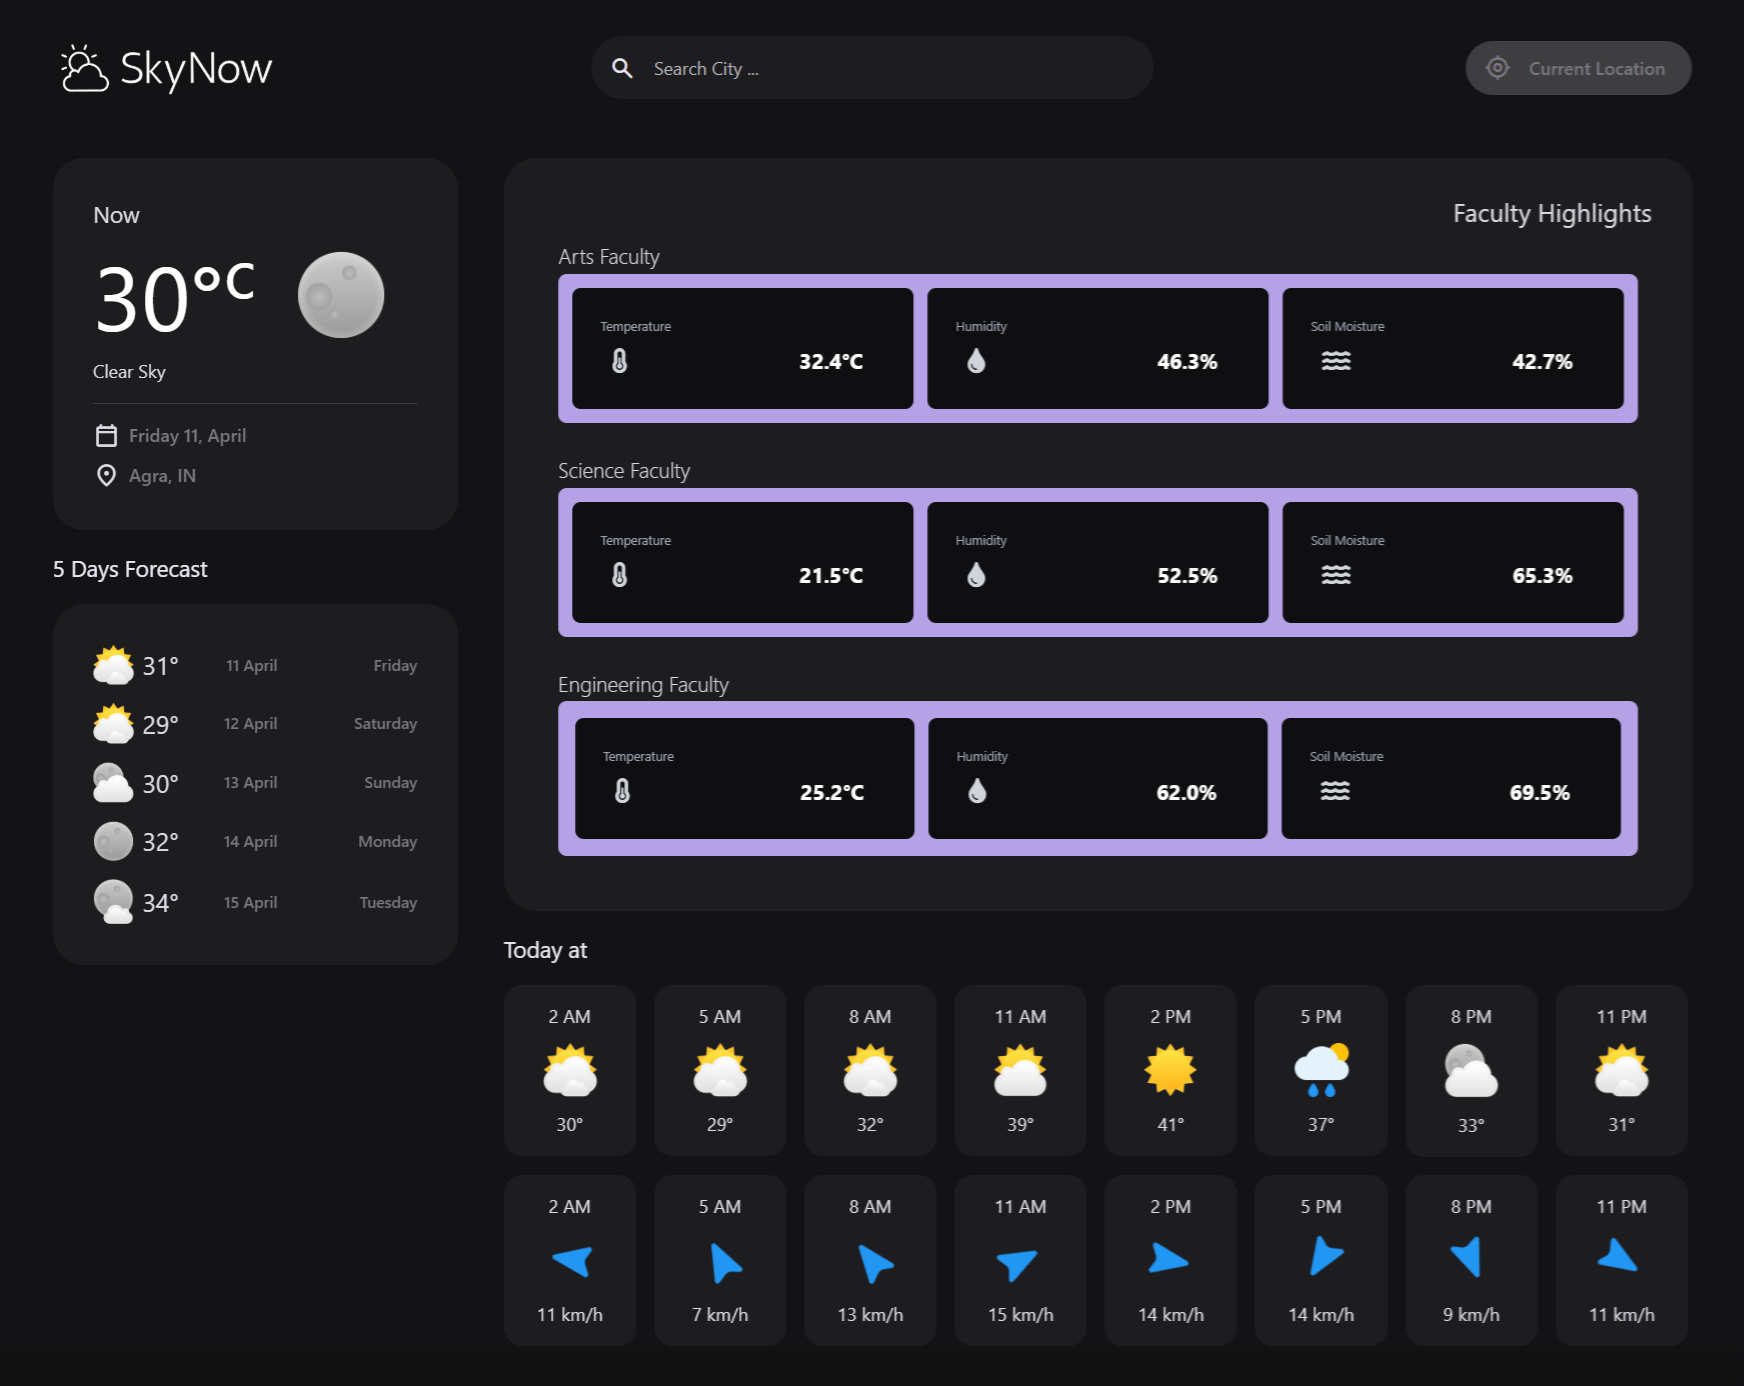 SkyNow
Search City ...
Current Location
Now
30°C
Clear Sky
Friday 11, April
Agra, IN
5 Days Forecast
31° 11 April Friday
29° 12 April Saturday
30° 13 April Sunday
32° 14 April Monday
34° 15 April Tuesday
Faculty Highlights
Arts Faculty
Temperature Humidity Soil Moisture
32.4°C 46.3% 42.7%
Science Faculty
Temperature Humidity Soil Moisture
21.5°C 52.5% 65.3%
Engineering Faculty
Temperature Humidity Soil Moisture
25.2°C 62.0% 69.5%
Today at
2 AM 5 AM 8 AM 11 AM 2 PM 5 PM 8 PM 11 PM
30° 29° 32° 39° 41° 37° 33° 31°
2 AM 5 AM 8 AM 11 AM 2 PM 5 PM 8 PM 11 PM
11 km/h 7 km/h 13 km/h 15 km/h 14 km/h 14 km/h 9 km/h 11 km/h